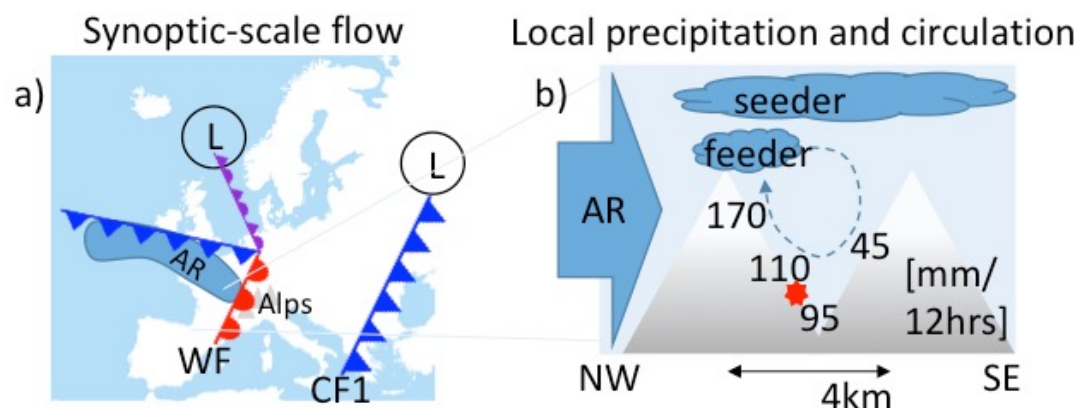 Synoptic-scale flow
Local precipitation and circulation
a)
L
L
AR
Alps
WF
CF1
b)
seeder
feeder
AR
170
45
110
[mm/
95
12hrs]
NW
SE
4km